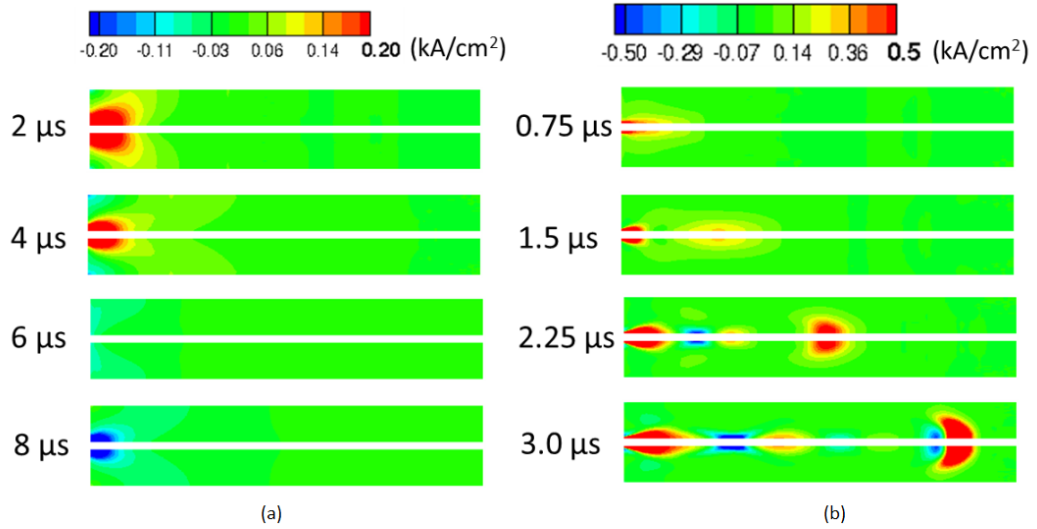 -0.20 -0.11 -0.03 0.06 0.14 0.20 (kA/cm²)
-0.50 -0.29 -0.07 0.14 0.36 0.5 (kA/cm²)
2 µs
0.75 µs
4 µs
1.5 µs
6 µs
2.25 µs
8 µs
3.0 µs
(a)
(b)